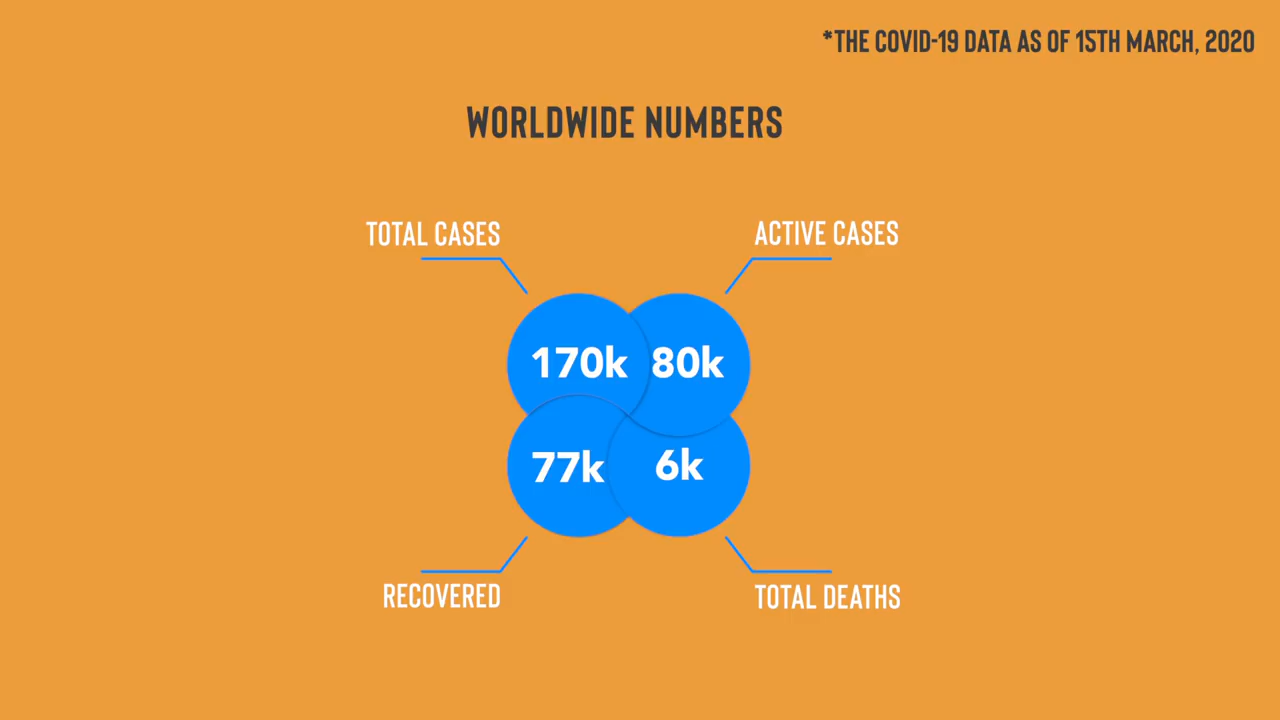 *THE COVID-19 DATA AS OF 15TH MARCH, 2020
WORLDWIDE NUMBERS
TOTAL CASES
ACTIVE CASES
170k
80k
77k
6k
RECOVERED
TOTAL DEATHS